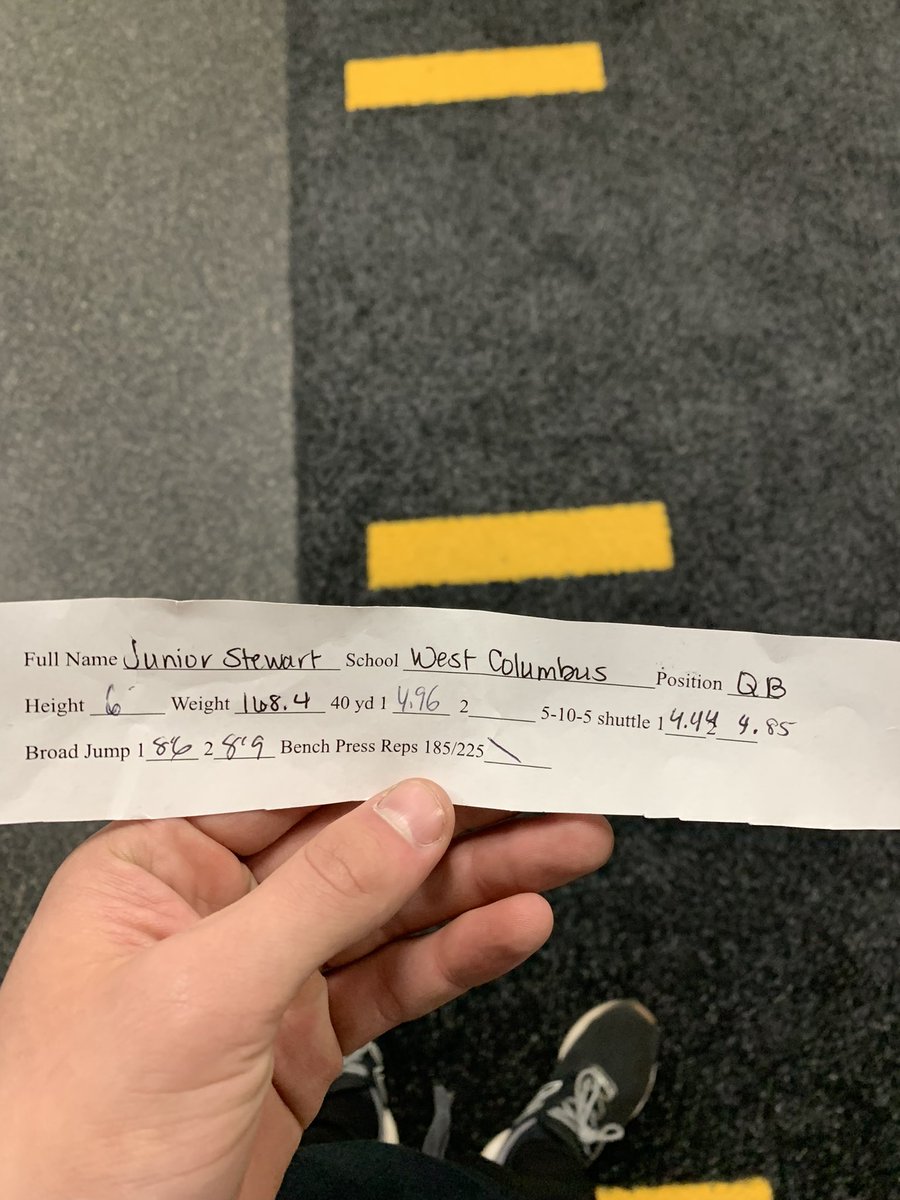 Full Name Junior Stewart School West Columbus Position QB
Height 6' Weight 168.4 40 yd 1 4.96 2 5-10-5 shuttle 1 4.44 2 4.85
Broad Jump 1 8'6 2 8'9 Bench Press Reps 185/225 \